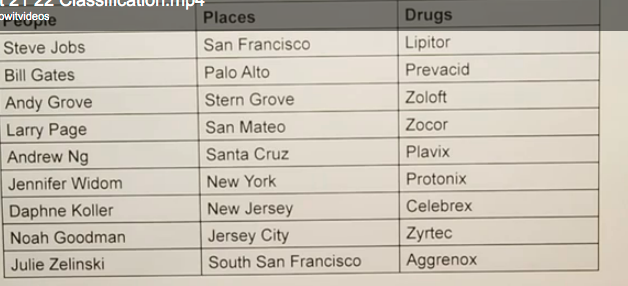 21 22 Classification.mp4
owitvideos
People Places Drugs
Steve Jobs San Francisco Lipitor
Bill Gates Palo Alto Prevacid
Andy Grove Stern Grove Zoloft
Larry Page San Mateo Zocor
Andrew Ng Santa Cruz Plavix
Jennifer Widom New York Protonix
Daphne Koller New Jersey Celebrex
Noah Goodman Jersey City Zyrtec
Julie Zelinski South San Francisco Aggrenox